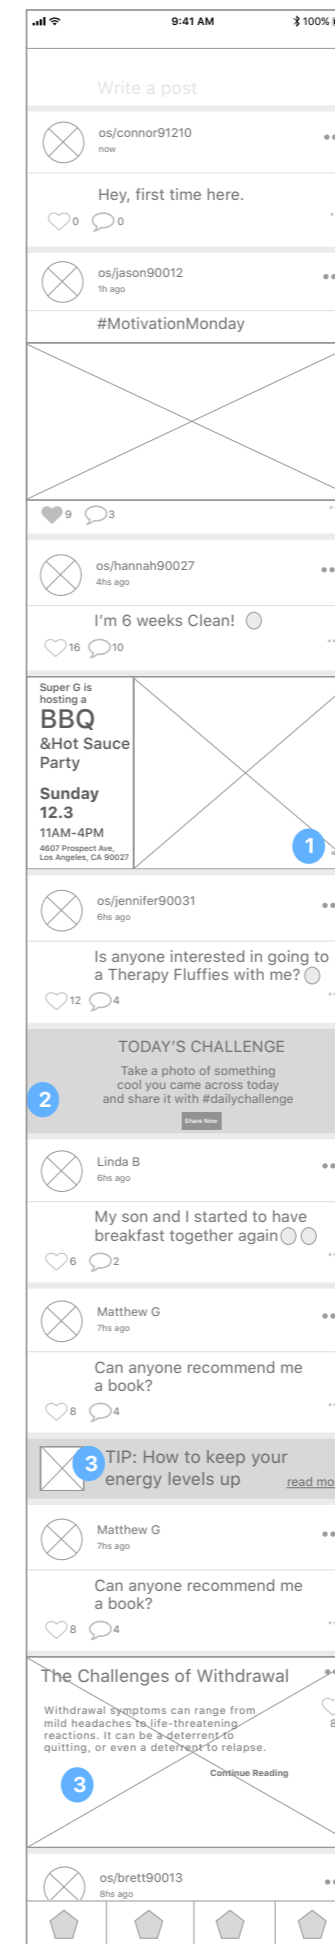 9:41 AM 100%
Write a post
os/connor91210
now
Hey, first time here.
0 0
os/jason90012
1h ago
#MotivationMonday
9 3
os/hannah90027
4hs ago
I'm 6 weeks Clean!
16 10
Super G is
hosting a
BBQ
&Hot Sauce
Party
Sunday
12.3
11AM-4PM
4607 Prospect Ave,
Los Angeles, CA 90027
1
os/jennifer90031
6hs ago
Is anyone interested in going to
a Therapy Fluffies with me?
12 4
TODAY'S CHALLENGE
Take a photo of something
cool you came across today
and share it with #dailychallenge
2
Share Now
Linda B
6hs ago
My son and I started to have
breakfast together again
6 2
Matthew G
7hs ago
Can anyone recommend me
a book?
8 4
3
TIP: How to keep your
energy levels up
read mo
Matthew G
7hs ago
Can anyone recommend me
a book?
8 4
The Challenges of Withdrawal
8
Withdrawal symptoms can range from
mild headaches to life-threatening
reactions. It can be a deterrent to
quitting, or even a deterrent to relapse.
Continue Reading
3
os/brett90013
8hs ago